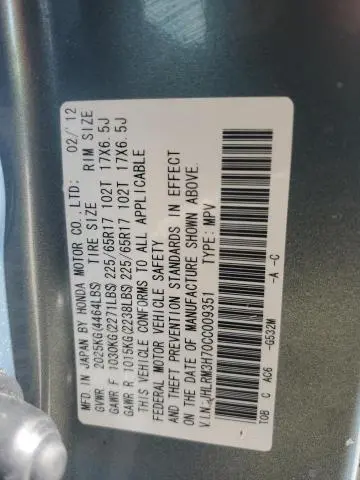 MFD IN JAPAN BY HONDA MOTOR CO.,LTD: 02/'12
GVWR 2025KG(4464LBS) TIRE SIZE RIM SIZE
GAWR F 1030KG(2271LBS) 225/65R17 102T 17X6.5J
GAWR R 1015KG(2238LBS) 225/65R17 102T 17X6.5J
THIS VEHICLE CONFORMS TO ALL APPLICABLE
FEDERAL MOTOR VEHICLE SAFETY
AND THEFT PREVENTION STANDARDS IN EFFECT
ON THE DATE OF MANUFACTURE SHOWN ABOVE.
V.I.N.:JHLRM3H70CC009351 TYPE: MPV
TOB C AC6 -G532M -A -C